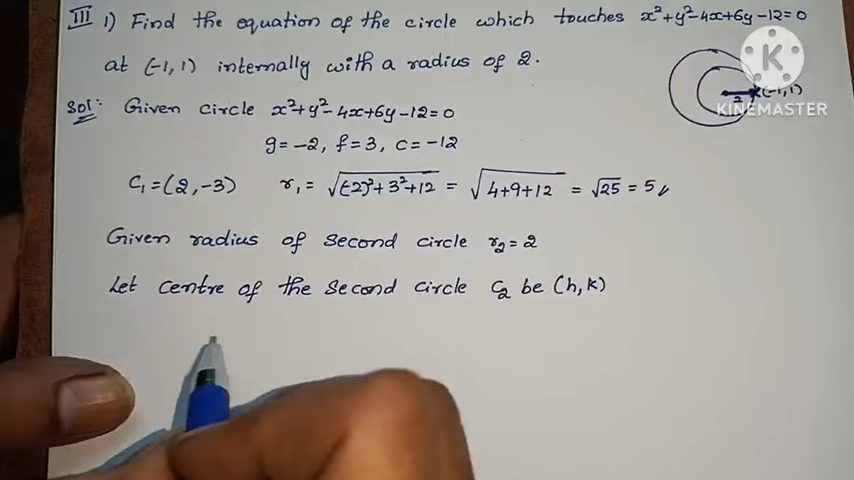 III 1) Find the equation of the circle which touches x²+y²-4x+6y-12=0
at (-1, 1) internally with a radius of 2.
Sol: Given circle x²+y²-4x+6y-12=0
g=-2, f=3, c=-12
C₁=(2,-3) r₁ = √(-2)²+3²+12 = √4+9+12 = √25 = 5
Given radius of second circle r₂=2
Let centre of the second circle C₂ be (h,k)
2 (-1,1)
K
KINEMASTER